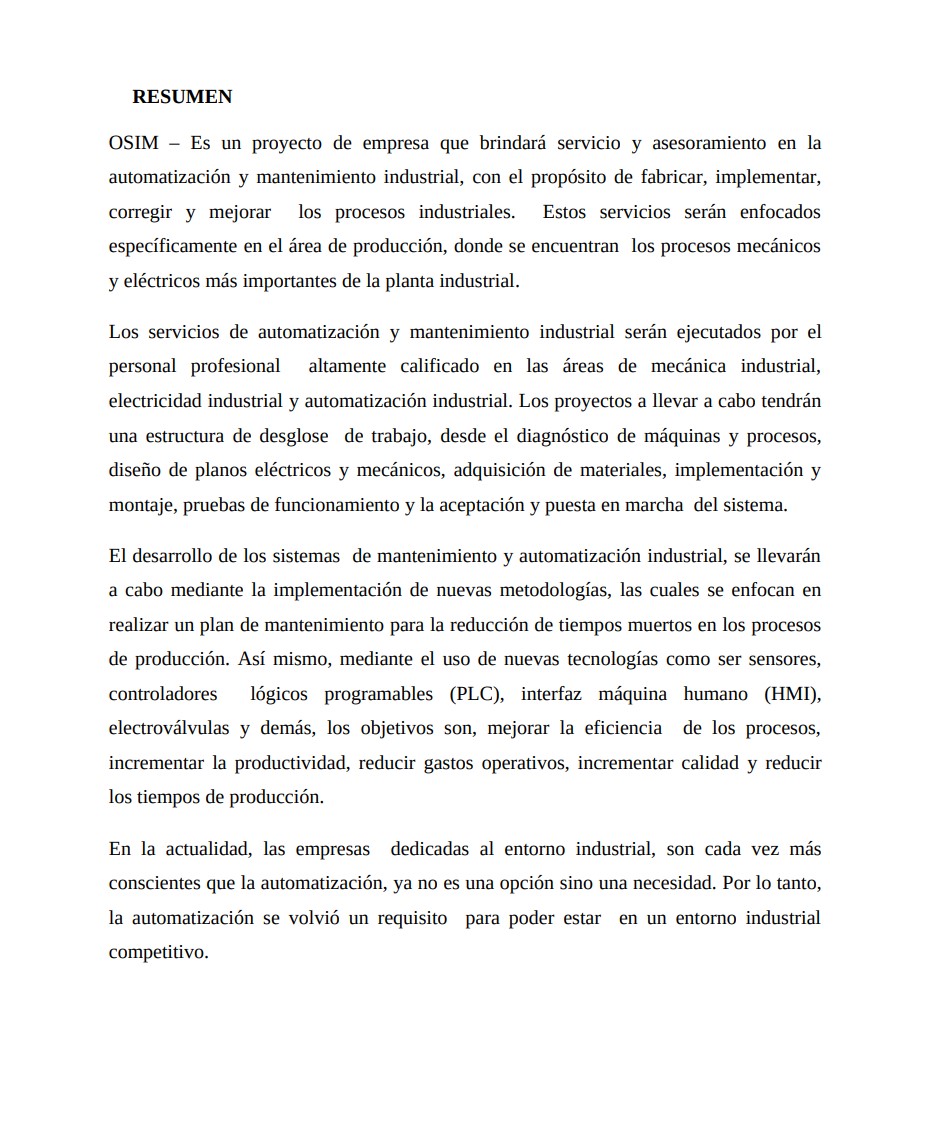 RESUMEN
OSIM – Es un proyecto de empresa que brindará servicio y asesoramiento en la
automatización y mantenimiento industrial, con el propósito de fabricar, implementar,
corregir y mejorar los procesos industriales. Estos servicios serán enfocados
específicamente en el área de producción, donde se encuentran los procesos mecánicos
y eléctricos más importantes de la planta industrial.
Los servicios de automatización y mantenimiento industrial serán ejecutados por el
personal profesional altamente calificado en las áreas de mecánica industrial,
electricidad industrial y automatización industrial. Los proyectos a llevar a cabo tendrán
una estructura de desglose de trabajo, desde el diagnóstico de máquinas y procesos,
diseño de planos eléctricos y mecánicos, adquisición de materiales, implementación y
montaje, pruebas de funcionamiento y la aceptación y puesta en marcha del sistema.
El desarrollo de los sistemas de mantenimiento y automatización industrial, se llevarán
a cabo mediante la implementación de nuevas metodologías, las cuales se enfocan en
realizar un plan de mantenimiento para la reducción de tiempos muertos en los procesos
de producción. Así mismo, mediante el uso de nuevas tecnologías como ser sensores,
controladores lógicos programables (PLC), interfaz máquina humano (HMI),
electroválvulas y demás, los objetivos son, mejorar la eficiencia de los procesos,
incrementar la productividad, reducir gastos operativos, incrementar calidad y reducir
los tiempos de producción.
En la actualidad, las empresas dedicadas al entorno industrial, son cada vez más
conscientes que la automatización, ya no es una opción sino una necesidad. Por lo tanto,
la automatización se volvió un requisito para poder estar en un entorno industrial
competitivo.